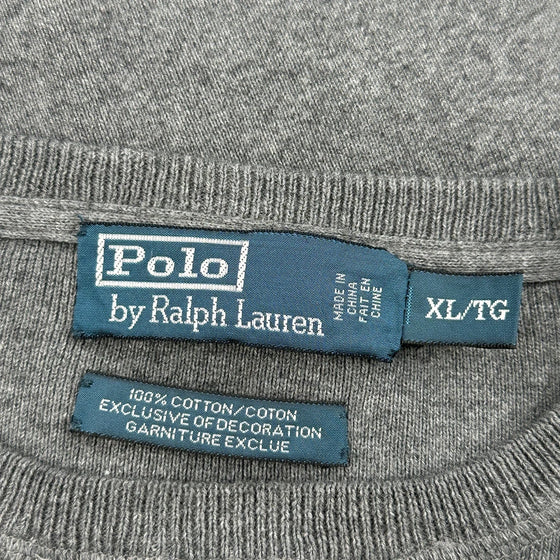 Polo
by Ralph Lauren
MADE IN
CHINA
FAIT EN
CHINE
XL/TG
100% COTTON/COTON
EXCLUSIVE OF DECORATION
GARNITURE EXCLUE